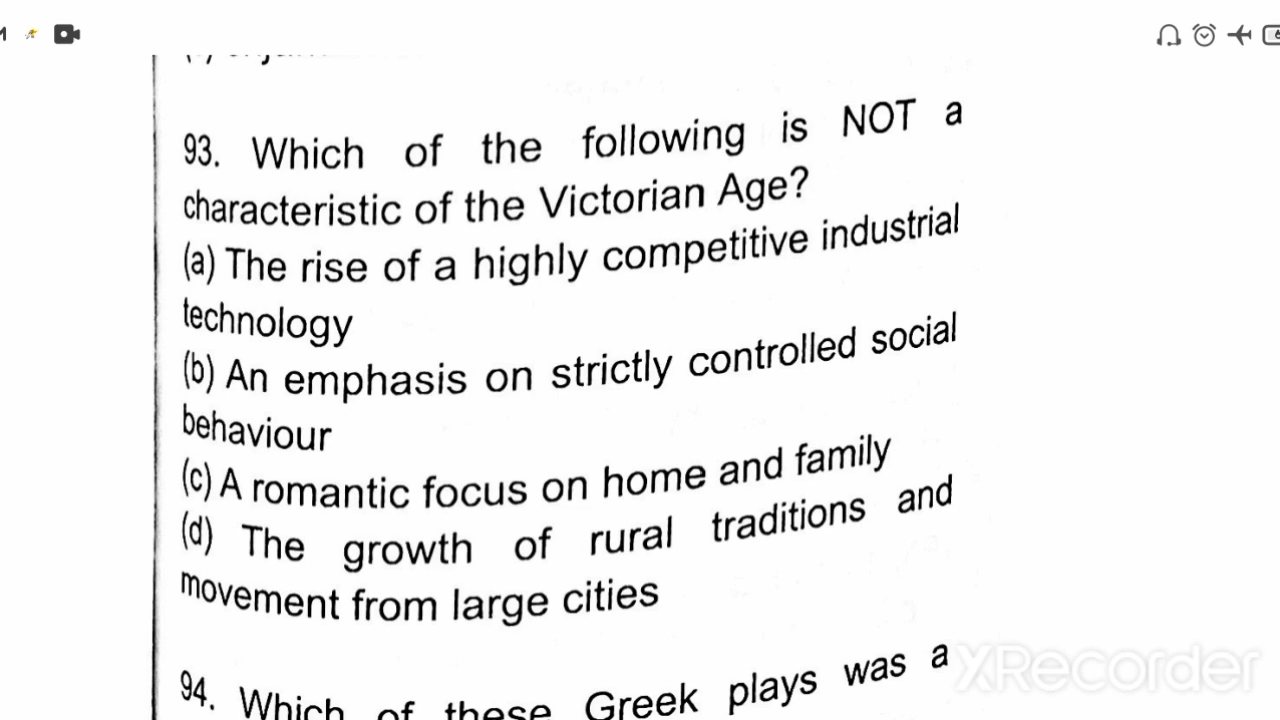 93. Which of the following is NOT a
characteristic of the Victorian Age?
(a) The rise of a highly competitive industrial
technology
(b) An emphasis on strictly controlled social
behaviour
(c) A romantic focus on home and family
(d) The growth of rural traditions and
movement from large cities
94. Which of these Greek plays was a
XRecorder